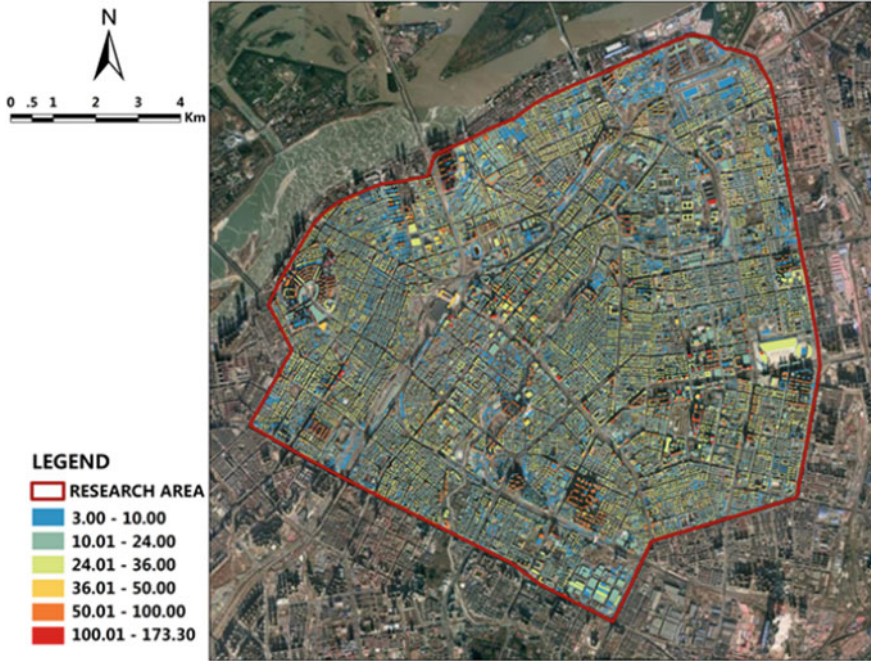 N
0 .5 1 2 3 4
Km
LEGEND
RESEARCH AREA
3.00 - 10.00
10.01 - 24.00
24.01 - 36.00
36.01 - 50.00
50.01 - 100.00
100.01 - 173.30